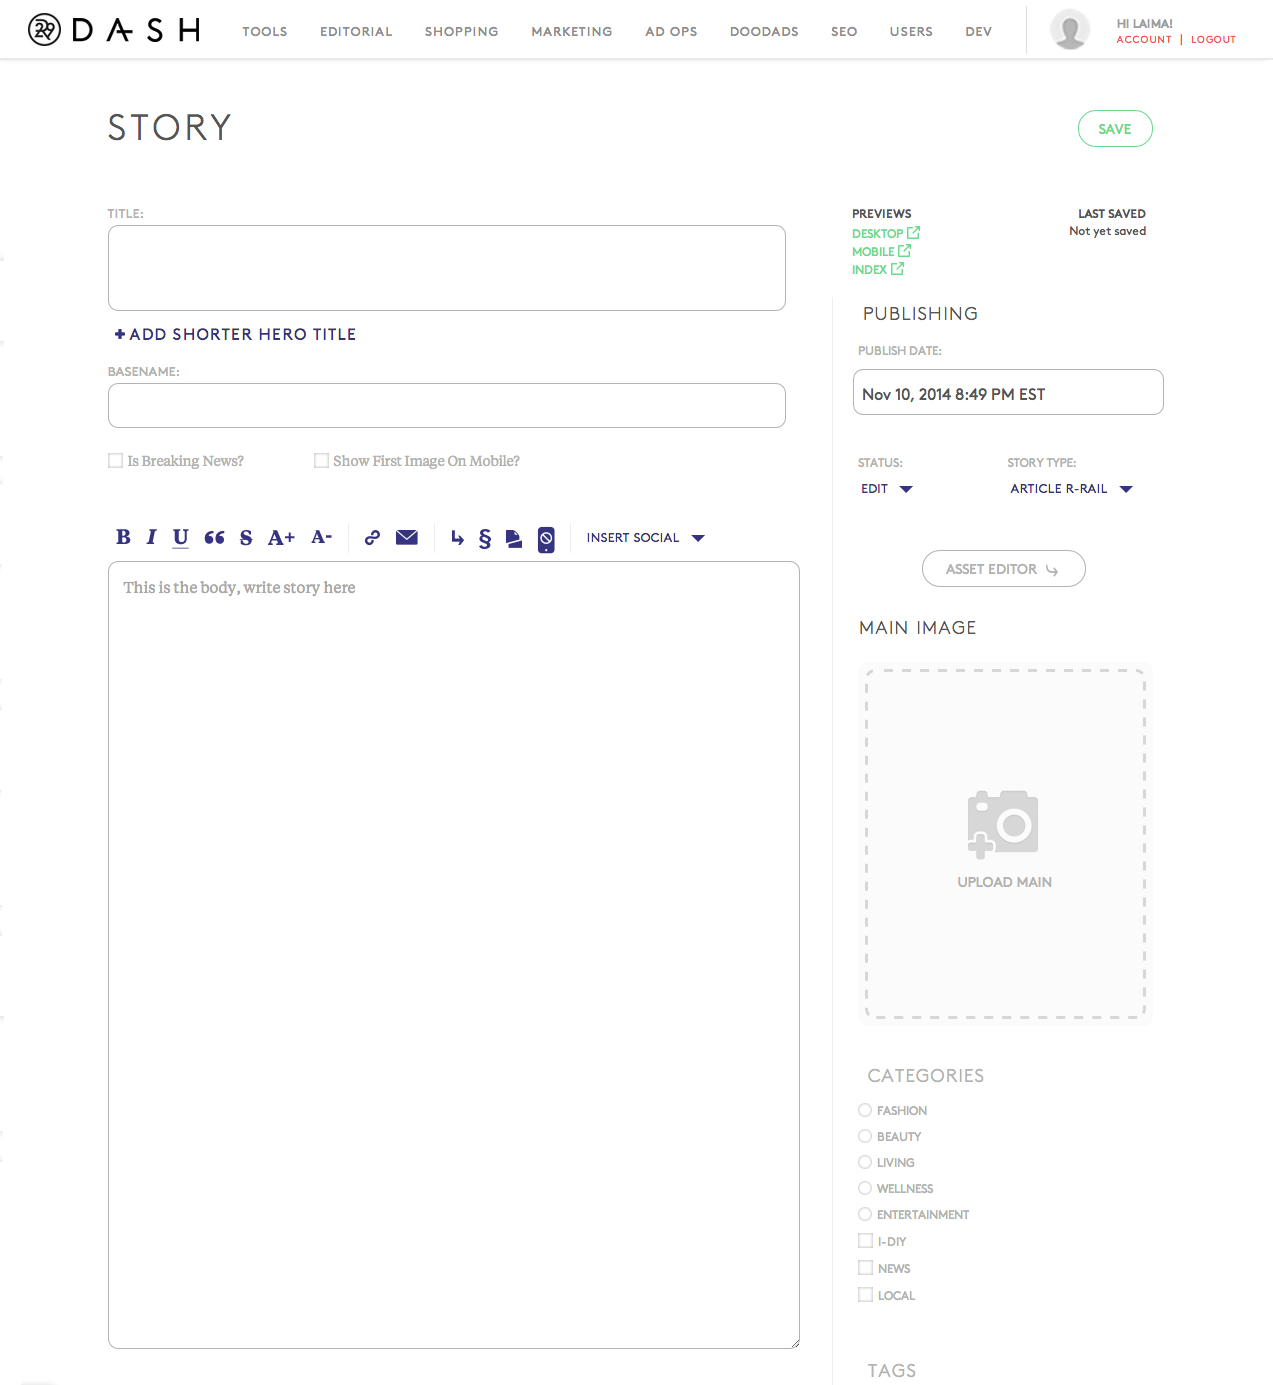 29 DASH
TOOLS EDITORIAL SHOPPING MARKETING AD OPS DOODADS SEO USERS DEV
HI LAIMA!
ACCOUNT | LOGOUT
STORY
SAVE
TITLE:
+ ADD SHORTER HERO TITLE
BASENAME:
Is Breaking News? Show First Image On Mobile?
B I U “ S A+ A- § INSERT SOCIAL
This is the body, write story here
PREVIEWS
DESKTOP
MOBILE
INDEX
LAST SAVED
Not yet saved
PUBLISHING
PUBLISH DATE:
Nov 10, 2014 8:49 PM EST
STATUS: STORY TYPE:
EDIT ARTICLE R-RAIL
ASSET EDITOR
MAIN IMAGE
UPLOAD MAIN
CATEGORIES
FASHION
BEAUTY
LIVING
WELLNESS
ENTERTAINMENT
I-DIY
NEWS
LOCAL
TAGS